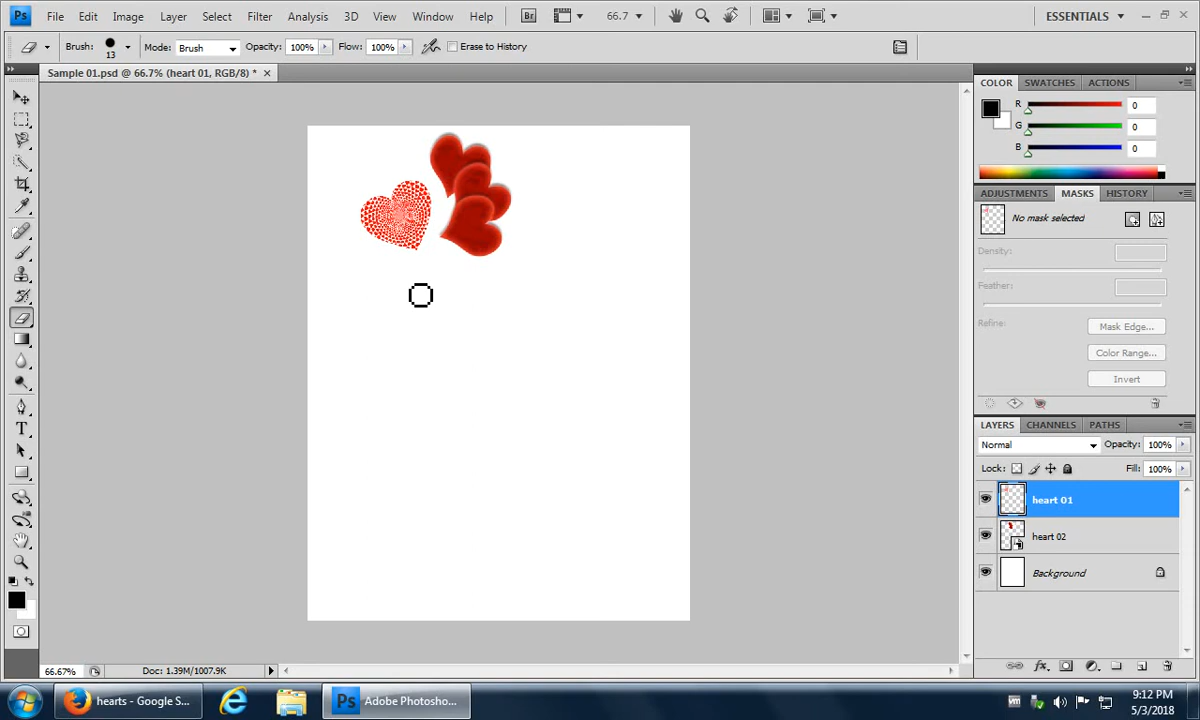 Ps File Edit Image Layer Select Filter Analysis 3D View Window Help Br 66.7 ESSENTIALS
Brush: 13 Mode: Brush Opacity: 100% Flow: 100% Erase to History
Sample 01.psd @ 66.7% (heart 01, RGB/8) * ×
COLOR SWATCHES ACTIONS
R 0
G 0
B 0
ADJUSTMENTS MASKS HISTORY
No mask selected
Density:
Feather:
Refine: Mask Edge...
Color Range...
Invert
LAYERS CHANNELS PATHS
Normal Opacity: 100%
Lock: Fill: 100%
heart 01
heart 02
Background
T
66.67% Doc: 1.39M/1007.9K
hearts - Google S... Ps Adobe Photosho... 9:12 PM
5/3/2018